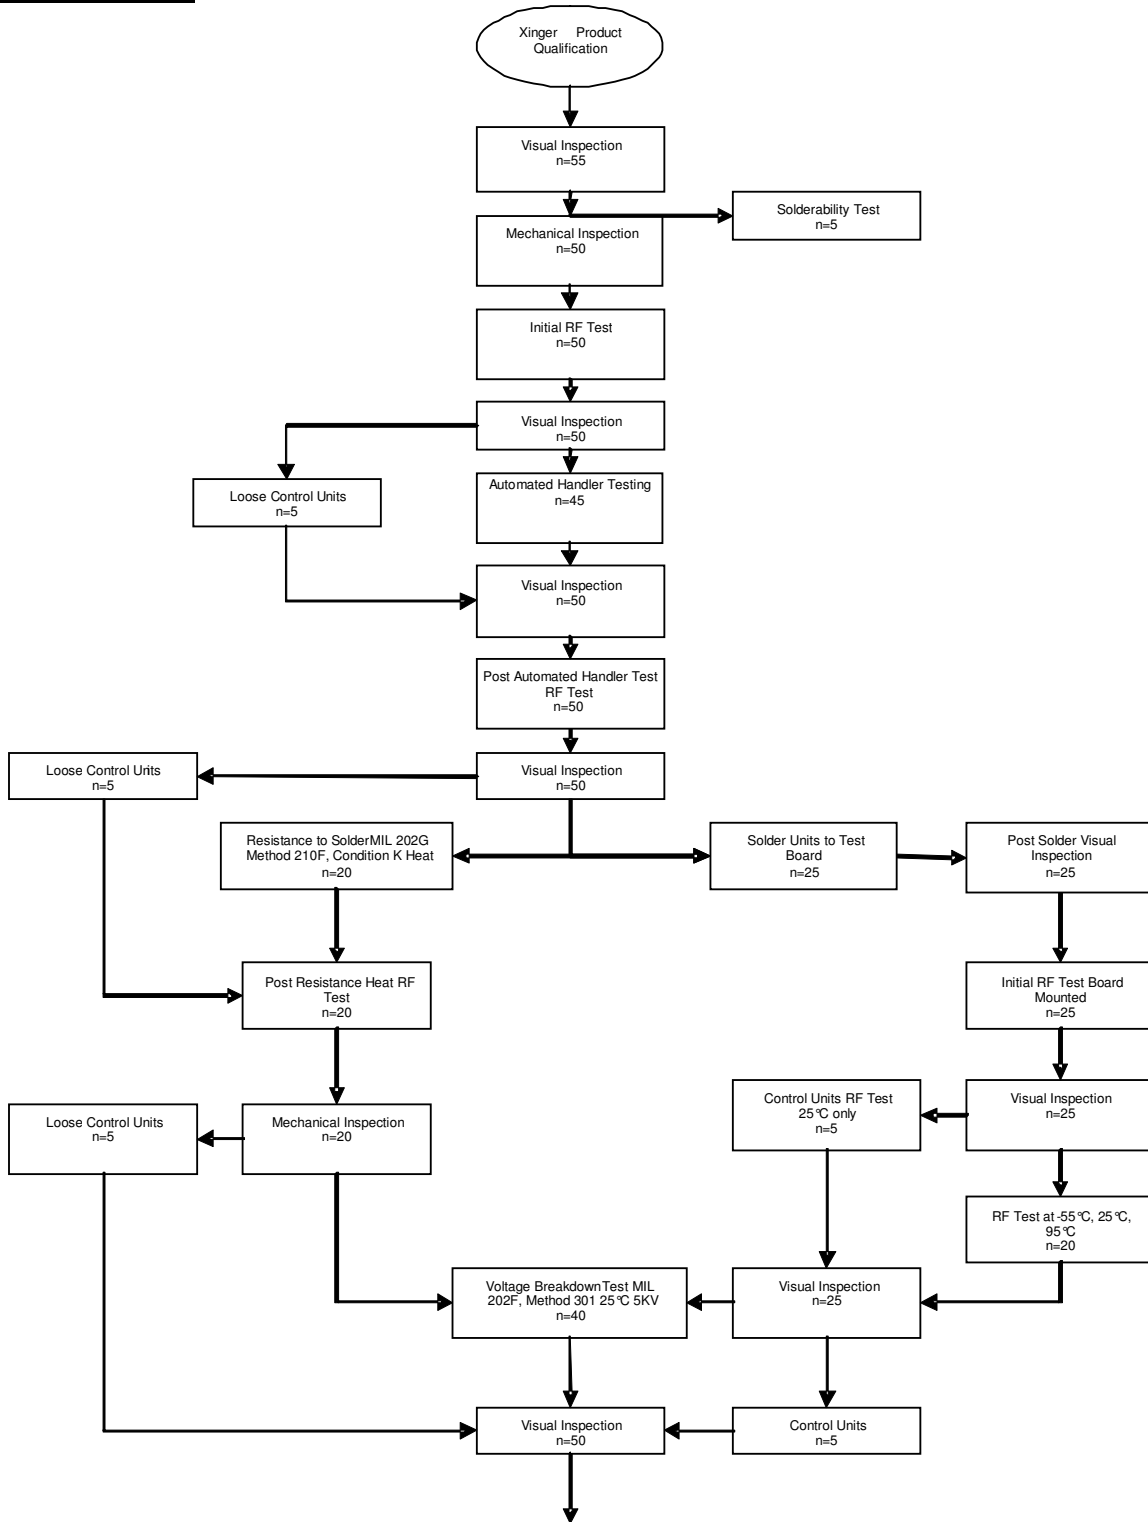 Xinger Product
Qualification
Visual Inspection
n=55
Solderability Test
n=5
Mechanical Inspection
n=50
Initial RF Test
n=50
Visual Inspection
n=50
Automated Handler Testing
n=45
Loose Control Units
n=5
Visual Inspection
n=50
Post Automated Handler Test
RF Test
n=50
Loose Control Units
n=5
Visual Inspection
n=50
Resistance to SolderMIL 202G
Method 210F, Condition K Heat
n=20
Solder Units to Test
Board
n=25
Post Solder Visual
Inspection
n=25
Post Resistance Heat RF
Test
n=20
Initial RF Test Board
Mounted
n=25
Loose Control Units
n=5
Mechanical Inspection
n=20
Control Units RF Test
25°C only
n=5
Visual Inspection
n=25
RF Test at -55°C, 25°C,
95°C
n=20
Voltage BreakdownTest MIL
202F, Method 301 25°C 5KV
n=40
Visual Inspection
n=25
Visual Inspection
n=50
Control Units
n=5